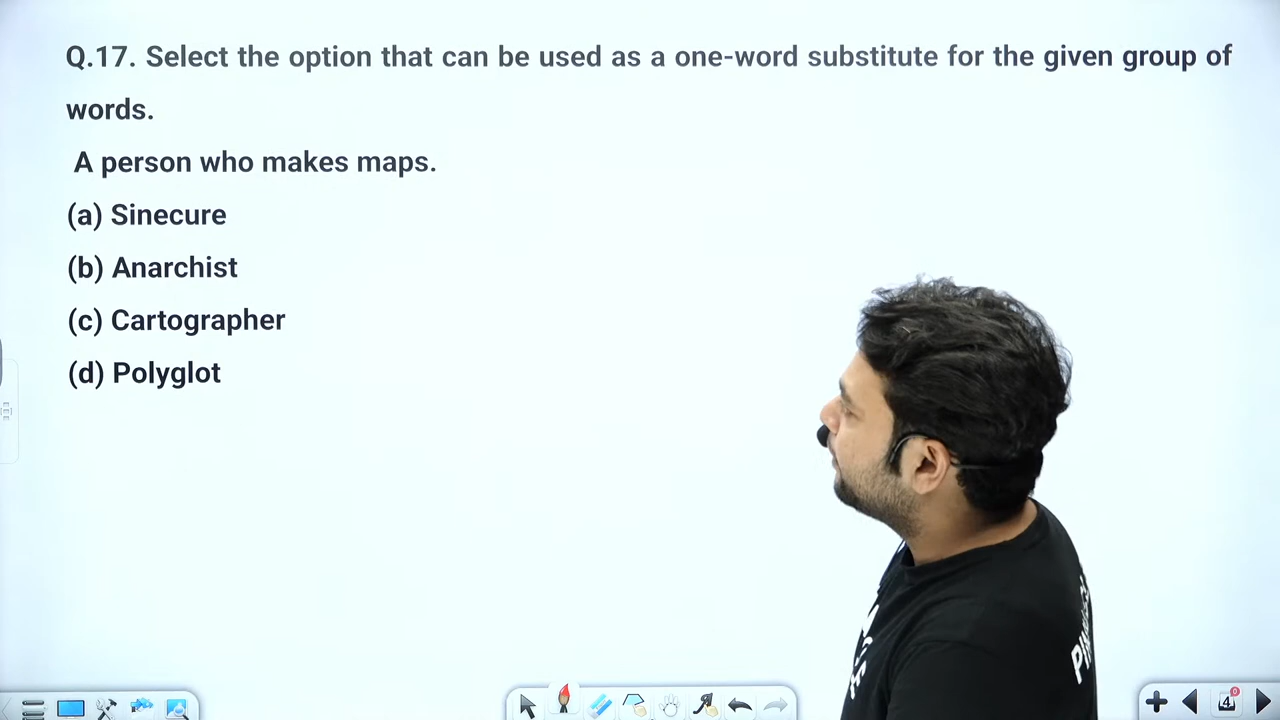 Q.17. Select the option that can be used as a one-word substitute for the given group of
words.
A person who makes maps.
(a) Sinecure
(b) Anarchist
(c) Cartographer
(d) Polyglot
4